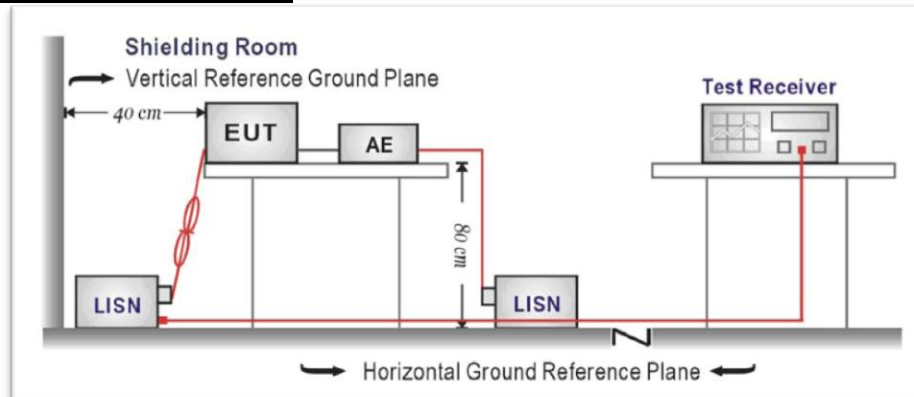 Shielding Room
Vertical Reference Ground Plane
Test Receiver
40 cm
EUT
AE
80 cm
LISN
LISN
Horizontal Ground Reference Plane